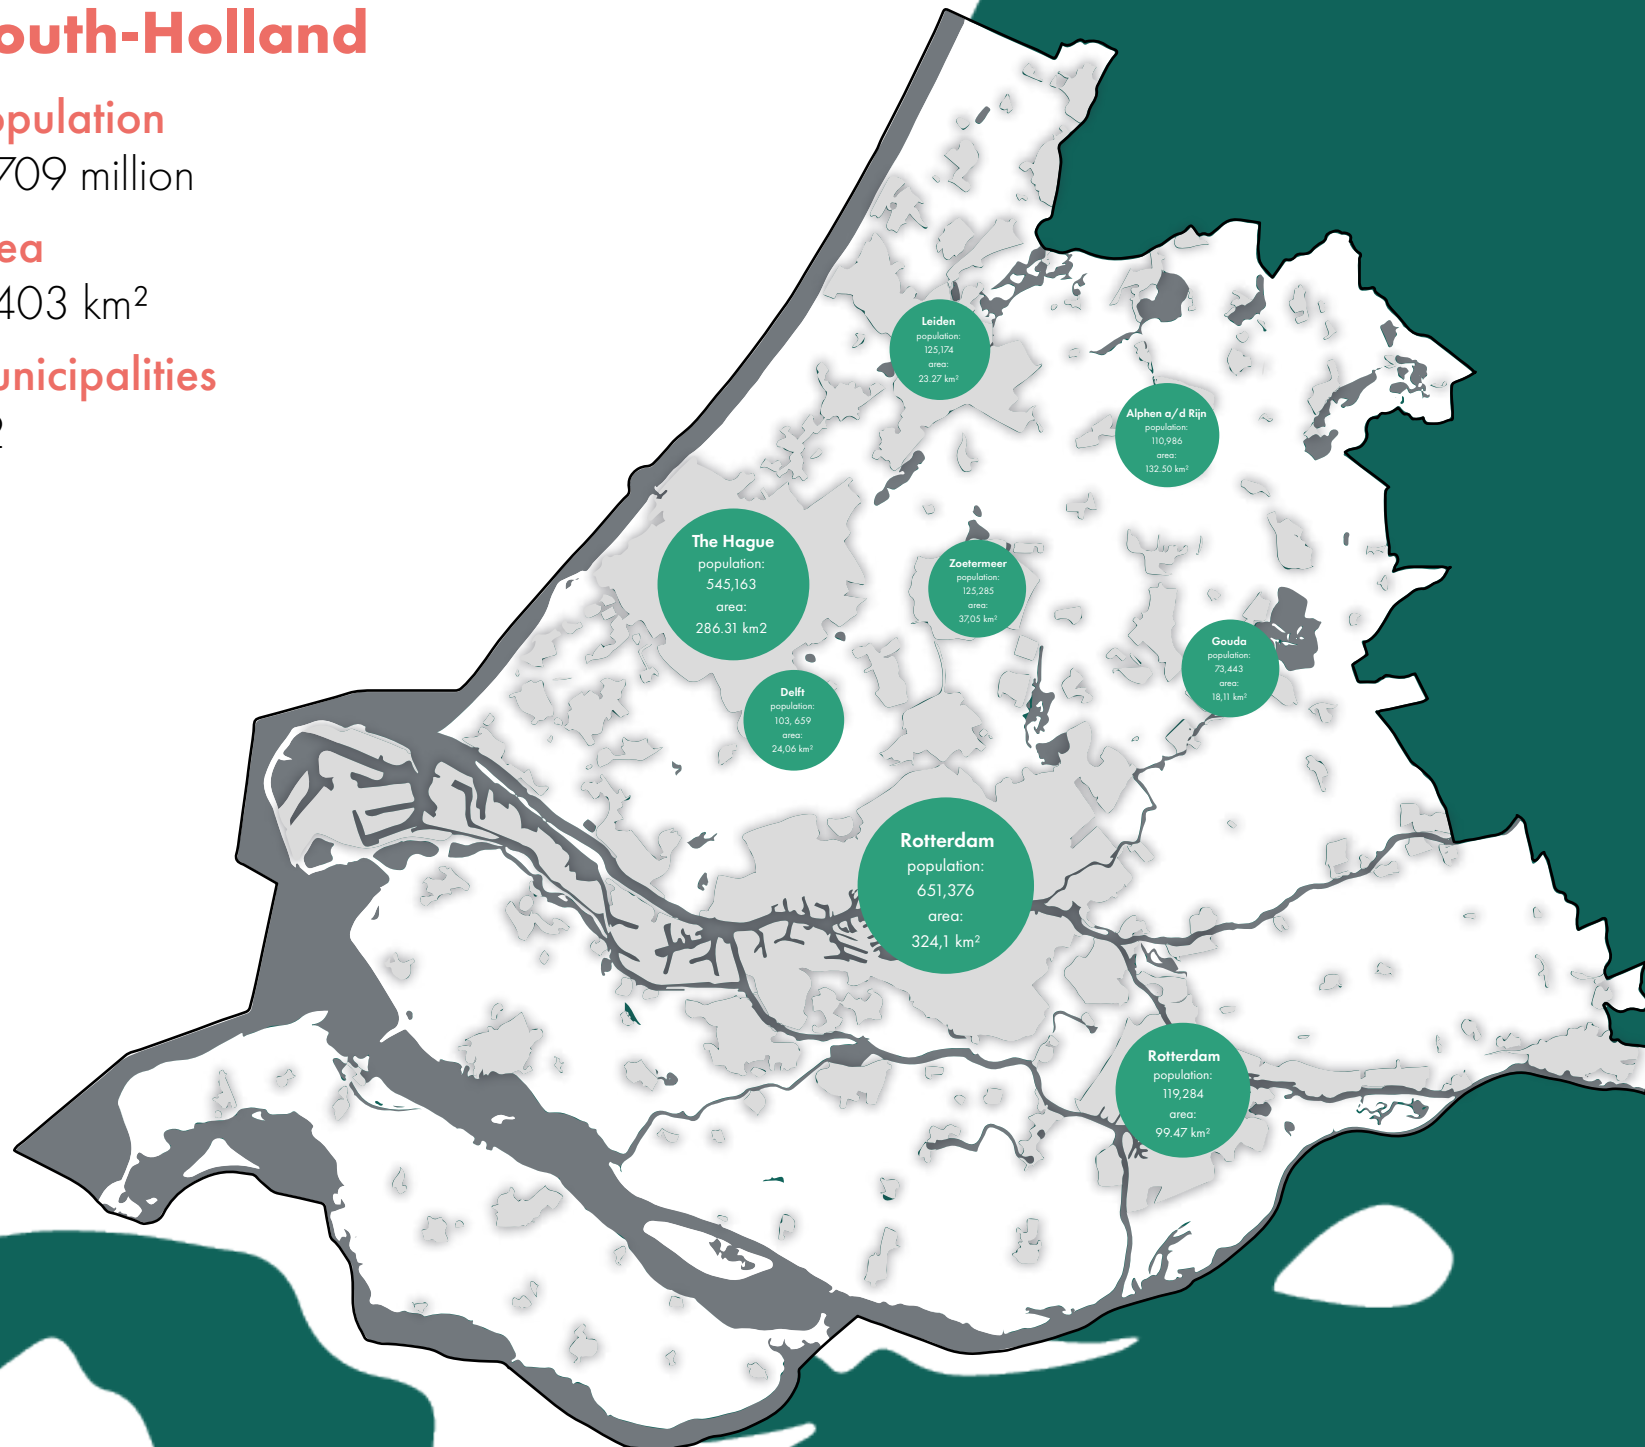 outh-Holland
opulation
709 million
ea
403 km²
unicipalities
2
Leiden
population:
125,174
area:
23.27 km²
Alphen a/d Rijn
population:
110,986
area:
132.50 km²
The Hague
population:
545,163
area:
286.31 km2
Zoetermeer
population:
125,285
area:
37,05 km²
Gouda
population:
73,443
area:
18,11 km²
Delft
population:
103, 659
area:
24,06 km²
Rotterdam
population:
651,376
area:
324,1 km²
Rotterdam
population:
119,284
area:
99.47 km²